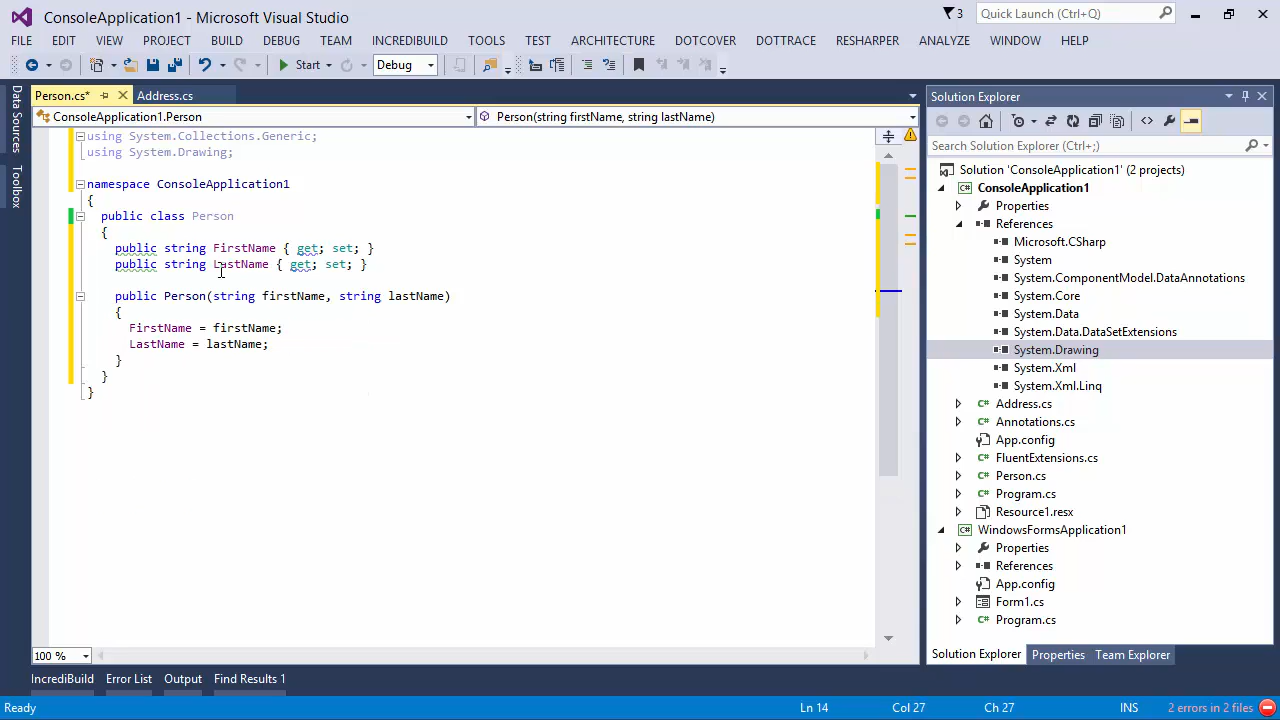 ConsoleApplication1 - Microsoft Visual Studio
3
Quick Launch (Ctrl+Q)
FILE EDIT VIEW PROJECT BUILD DEBUG TEAM INCREDIBUILD TOOLS TEST ARCHITECTURE DOTCOVER DOTTRACE RESHARPER ANALYZE WINDOW HELP
Start Debug
Data Sources
Toolbox
Person.cs* Address.cs
ConsoleApplication1.Person
Person(string firstName, string lastName)
using System.Collections.Generic;
using System.Drawing;
namespace ConsoleApplication1
{
public class Person
{
public string FirstName { get; set; }
public string LastName { get; set; }
public Person(string firstName, string lastName)
{
FirstName = firstName;
LastName = lastName;
}
}
}
100 %
Solution Explorer
Search Solution Explorer (Ctrl+;)
Solution 'ConsoleApplication1' (2 projects)
ConsoleApplication1
Properties
References
Microsoft.CSharp
System
System.ComponentModel.DataAnnotations
System.Core
System.Data
System.Data.DataSetExtensions
System.Drawing
System.Xml
System.Xml.Linq
Address.cs
Annotations.cs
App.config
FluentExtensions.cs
Person.cs
Program.cs
Resource1.resx
WindowsFormsApplication1
Properties
References
App.config
Form1.cs
Program.cs
Solution Explorer Properties Team Explorer
IncrediBuild Error List Output Find Results 1
Ready Ln 14 Col 27 Ch 27 INS 2 errors in 2 files